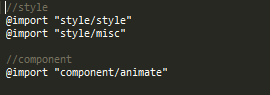 //style
@import "style/style"
@import "style/misc"
//component
@import "component/animate"